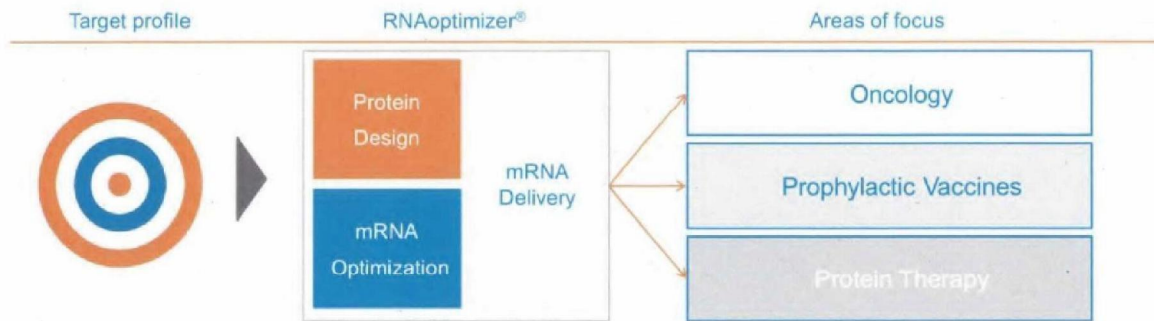 Target profile
RNAoptimizer®
Areas of focus
Protein
Design
mRNA
Optimization
mRNA
Delivery
Oncology
Prophylactic Vaccines
Protein Therapy